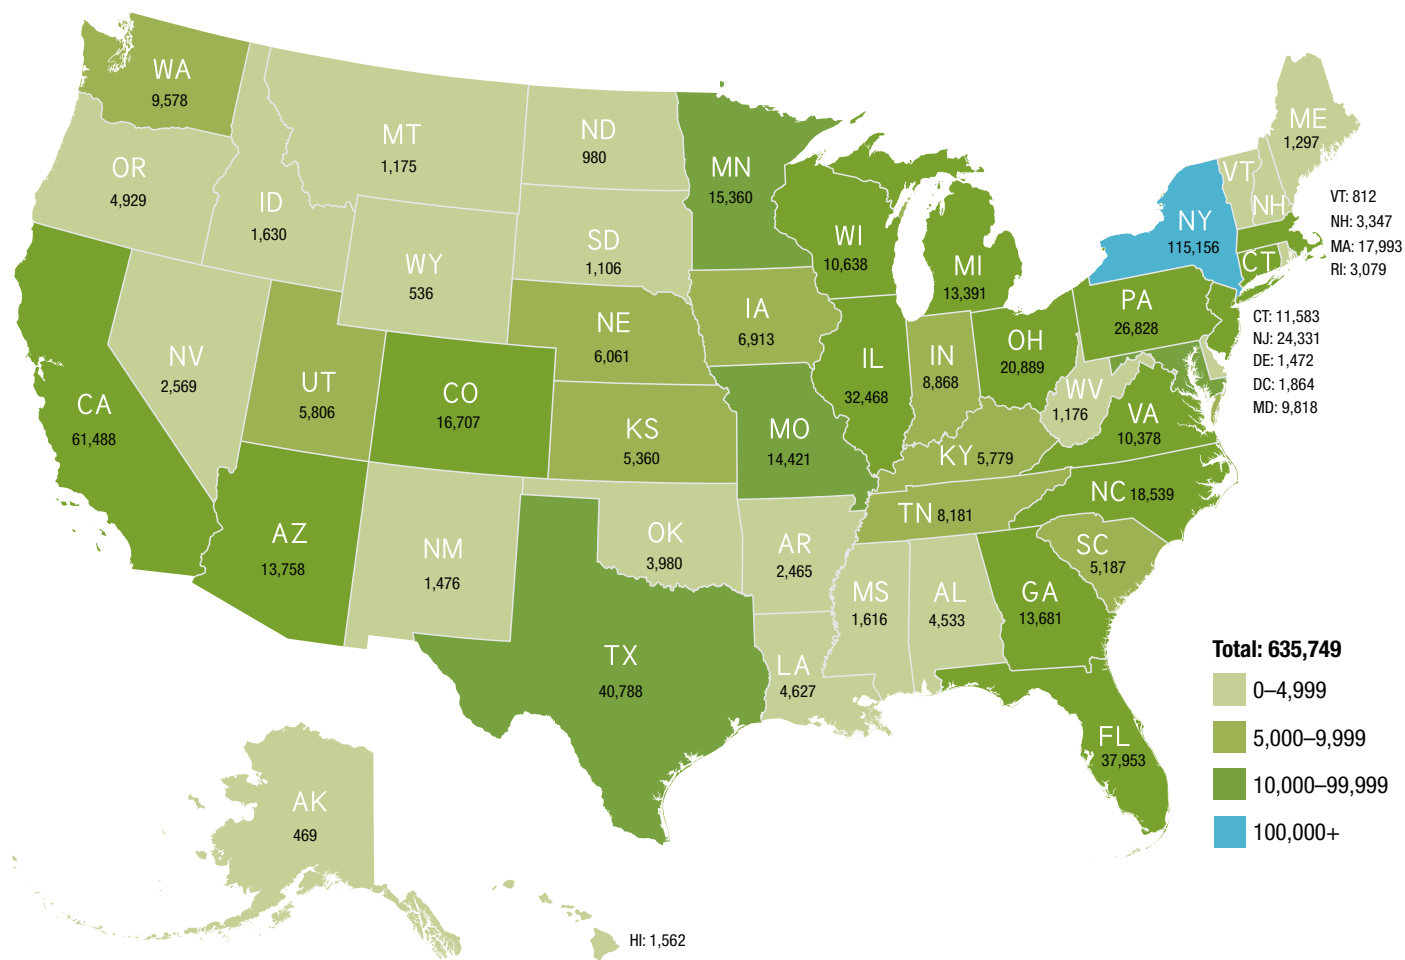 WA
9,578
OR
4,929
ID
1,630
MT
1,175
ND
980
MN
15,360
SD
1,106
WY
536
NE
6,061
IA
6,913
WI
10,638
MI
13,391
NY
115,156
VT
NH
ME
1,297
VT: 812
NH: 3,347
MA: 17,993
RI: 3,079
CT
PA
26,828
CT: 11,583
NJ: 24,331
DE: 1,472
DC: 1,864
MD: 9,818
NV
2,569
UT
5,806
CO
16,707
CA
61,488
KS
5,360
MO
14,421
IL
32,468
IN
8,868
OH
20,889
WV
1,176
VA
10,378
KY 5,779
NC 18,539
TN 8,181
AZ
13,758
NM
1,476
OK
3,980
AR
2,465
MS
1,616
AL
4,533
GA
13,681
SC
5,187
TX
40,788
LA
4,627
FL
37,953
AK
469
HI: 1,562
Total: 635,749
0–4,999
5,000–9,999
10,000–99,999
100,000+